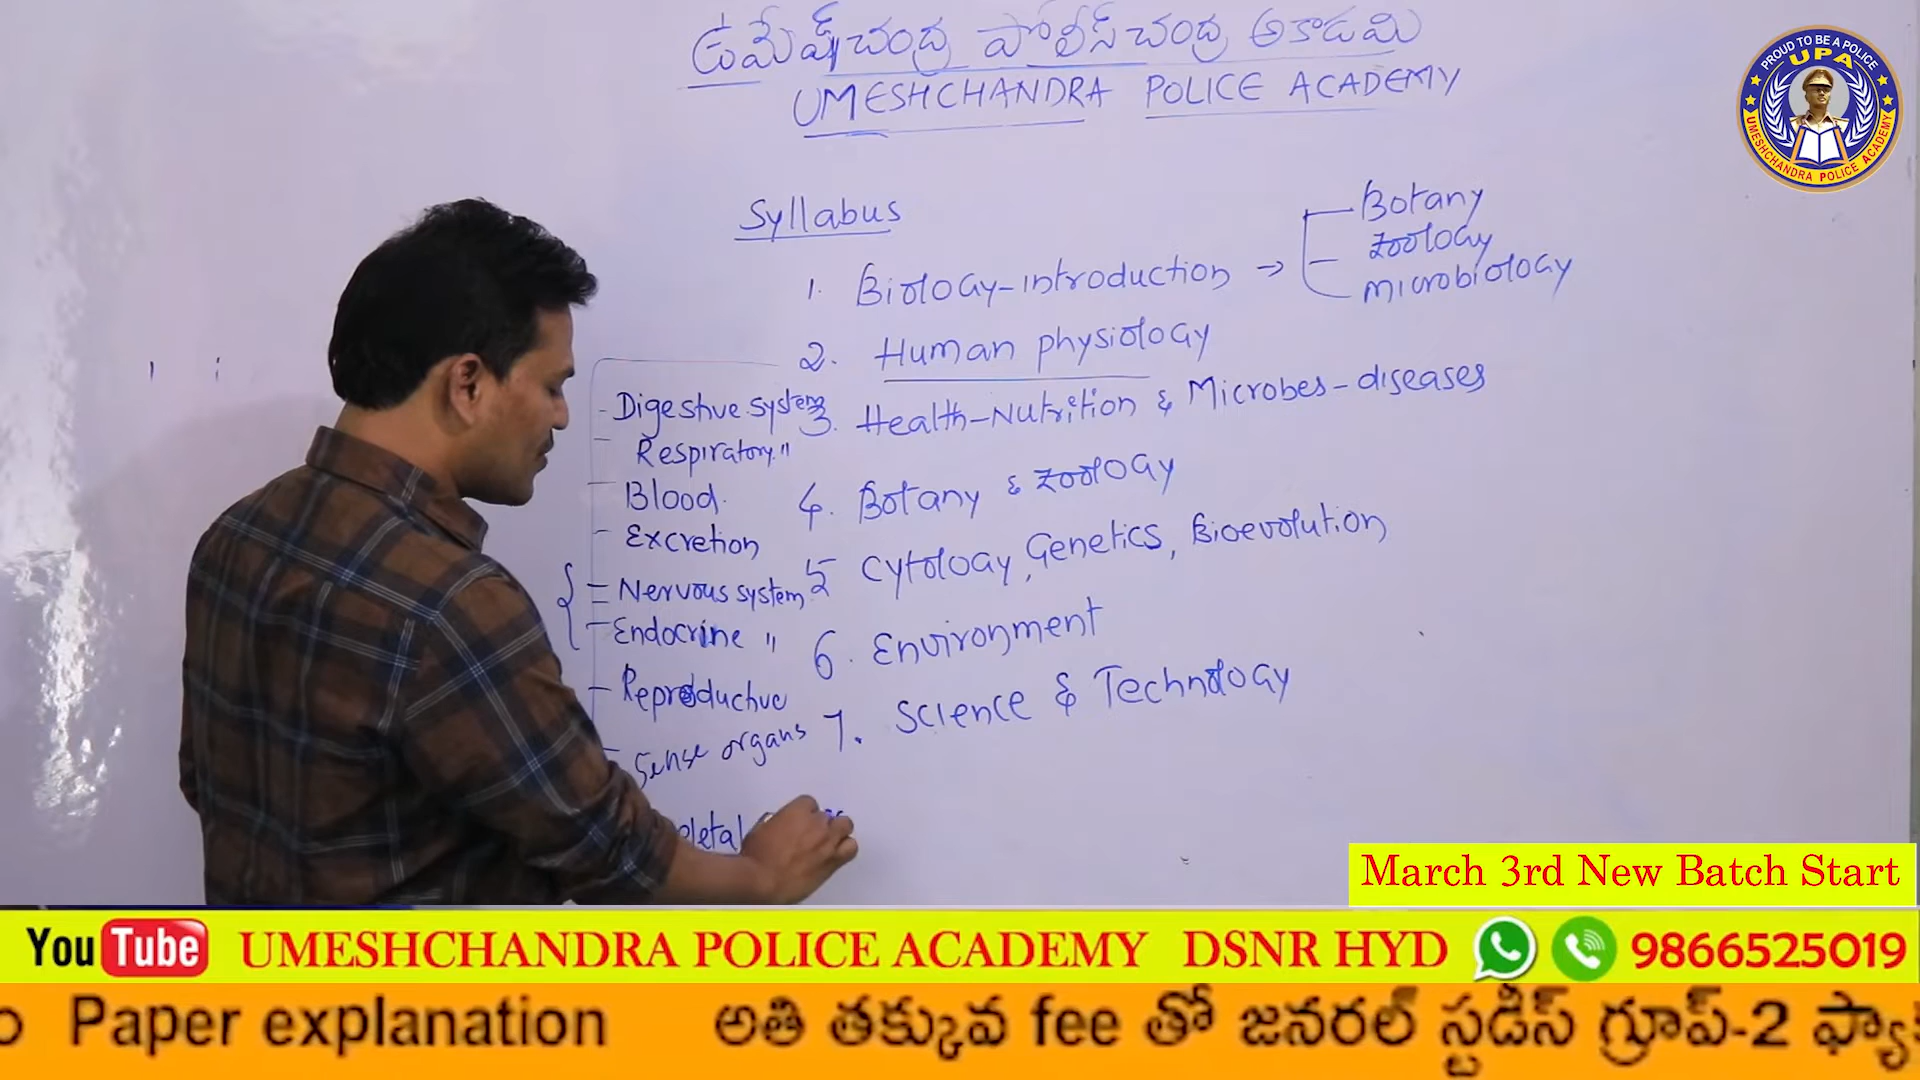 ఉమేష్ చంద్ర పోలీస్ చంద్ర అకాడమి
UMESHCHANDRA POLICE ACADEMY
PROUD TO BE A POLICE
UPA
UMESHCHANDRA POLICE ACADEMY
Syllabus
1. Biology-introduction →
Botany
Zoology
Microbiology
2. Human physiology
3. Health-Nutrition & Microbes-diseases
4. Botany & Zoology
5 Cytology, Genetics, Bioevolution
6. Environment
7. Science & Technology
- Digestive system
- Respiratory "
- Blood.
- Excretion
- Nervous system
- Endocrine "
- Reproductive
- Sense organs
eletal
March 3rd New Batch Start
YouTube UMESHCHANDRA POLICE ACADEMY DSNR HYD 9866525019
Paper explanation అతి తక్కువ fee తో జనరల్ స్టడీస్ గ్రూప్-2